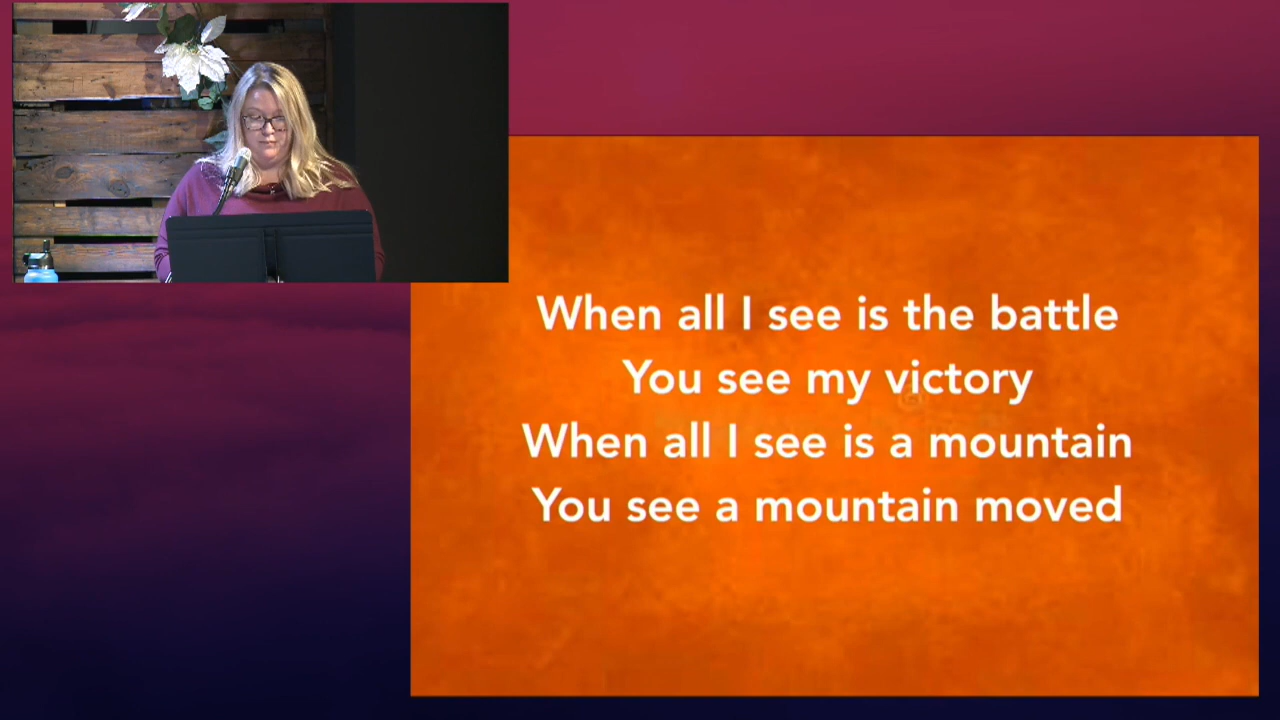 When all I see is the battle
You see my victory
When all I see is a mountain
You see a mountain moved